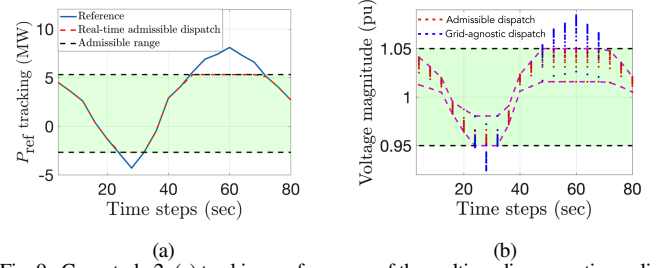 Reference
Real-time admissible dispatch
Admissible range
P_ref tracking (MW)
10
5
0
-5
20
40
60
80
Time steps (sec)
(a)
Admissible dispatch
Grid-agnostic dispatch
Voltage magnitude (pu)
1.05
1
0.95
20
40
60
80
Time steps (sec)
(b)